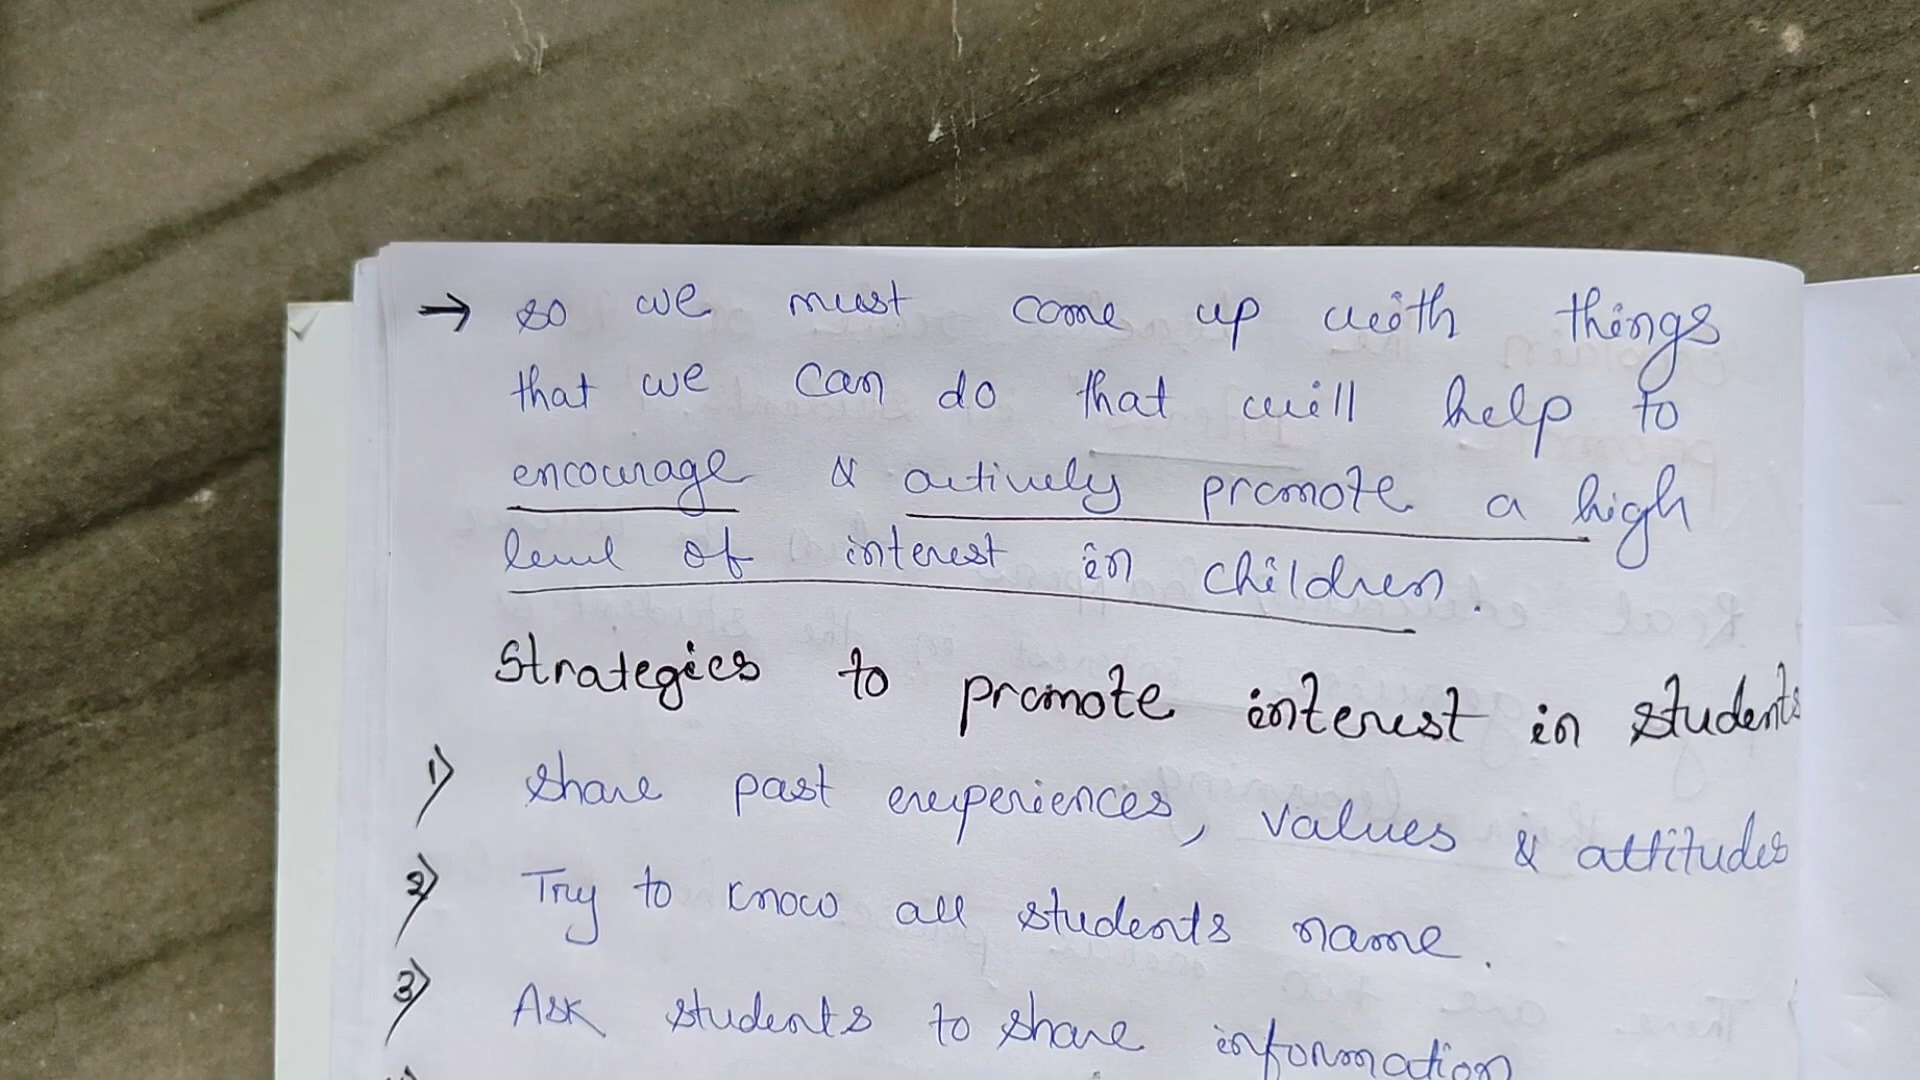 → so we must come up with things
that we can do that will help to
encourage & actively promote a high
level of interest in children.
Strategies to promote interest in students
1) Share past experiences, values & attitudes
2) Try to know all students name.
3) Ask students to share information